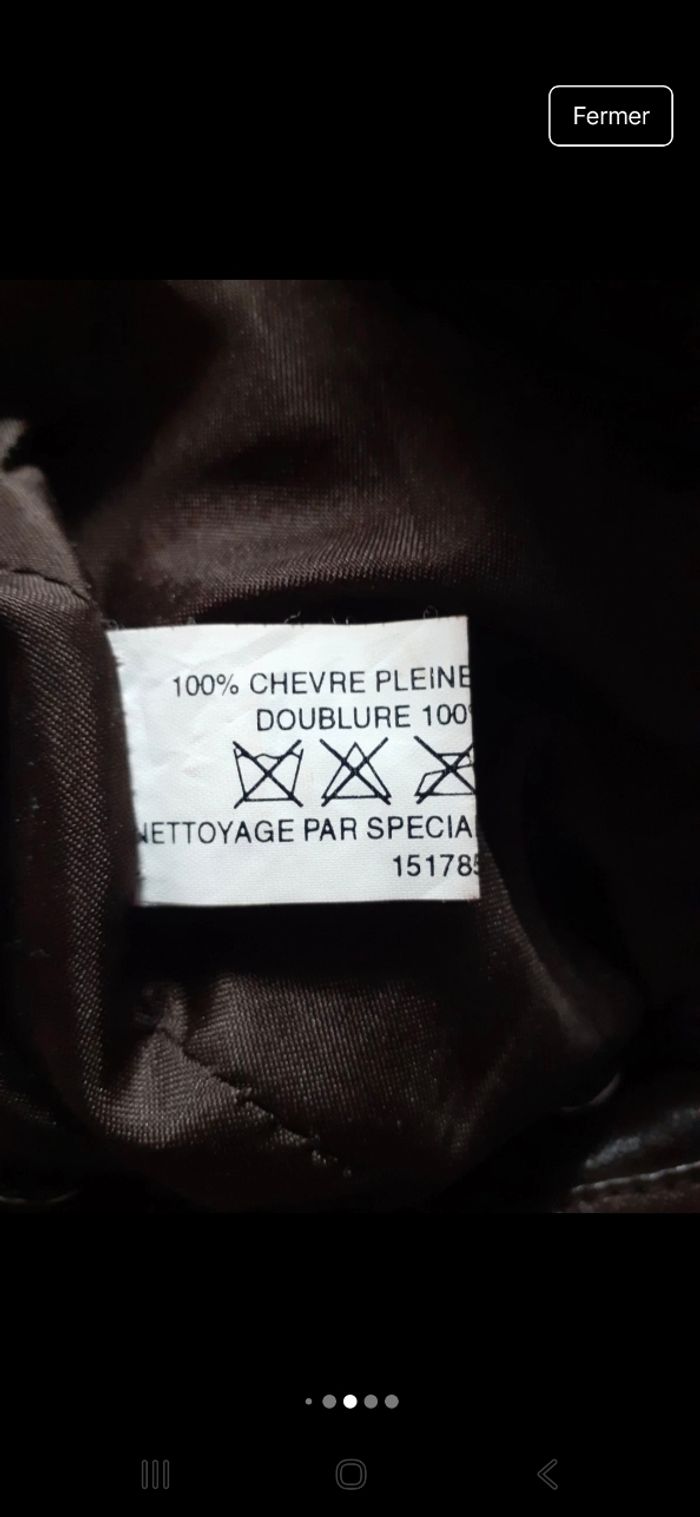 Fermer
100% CHEVRE PLEINE
DOUBLURE 100
NETTOYAGE PAR SPECIA
15178